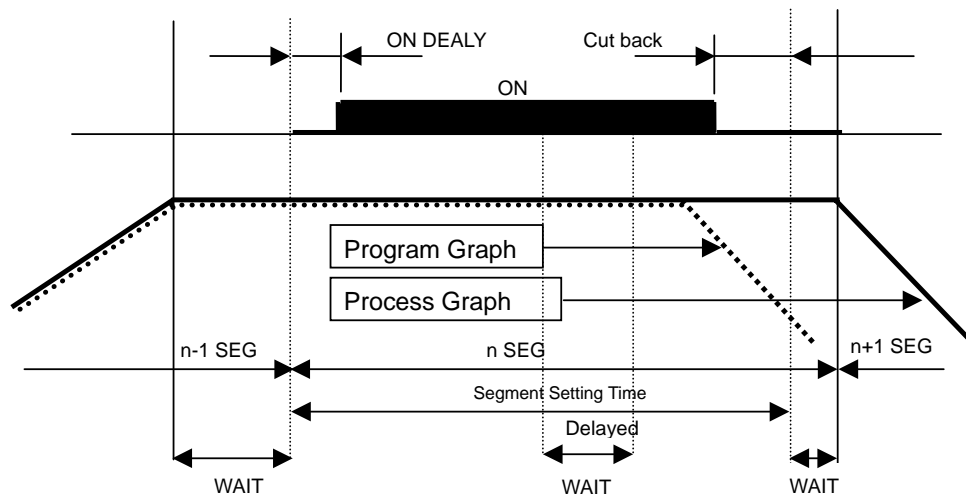 ON DEALY
Cut back
ON
Program Graph
Process Graph
n-1 SEG
n SEG
n+1 SEG
Segment Setting Time
Delayed
WAIT
WAIT
WAIT